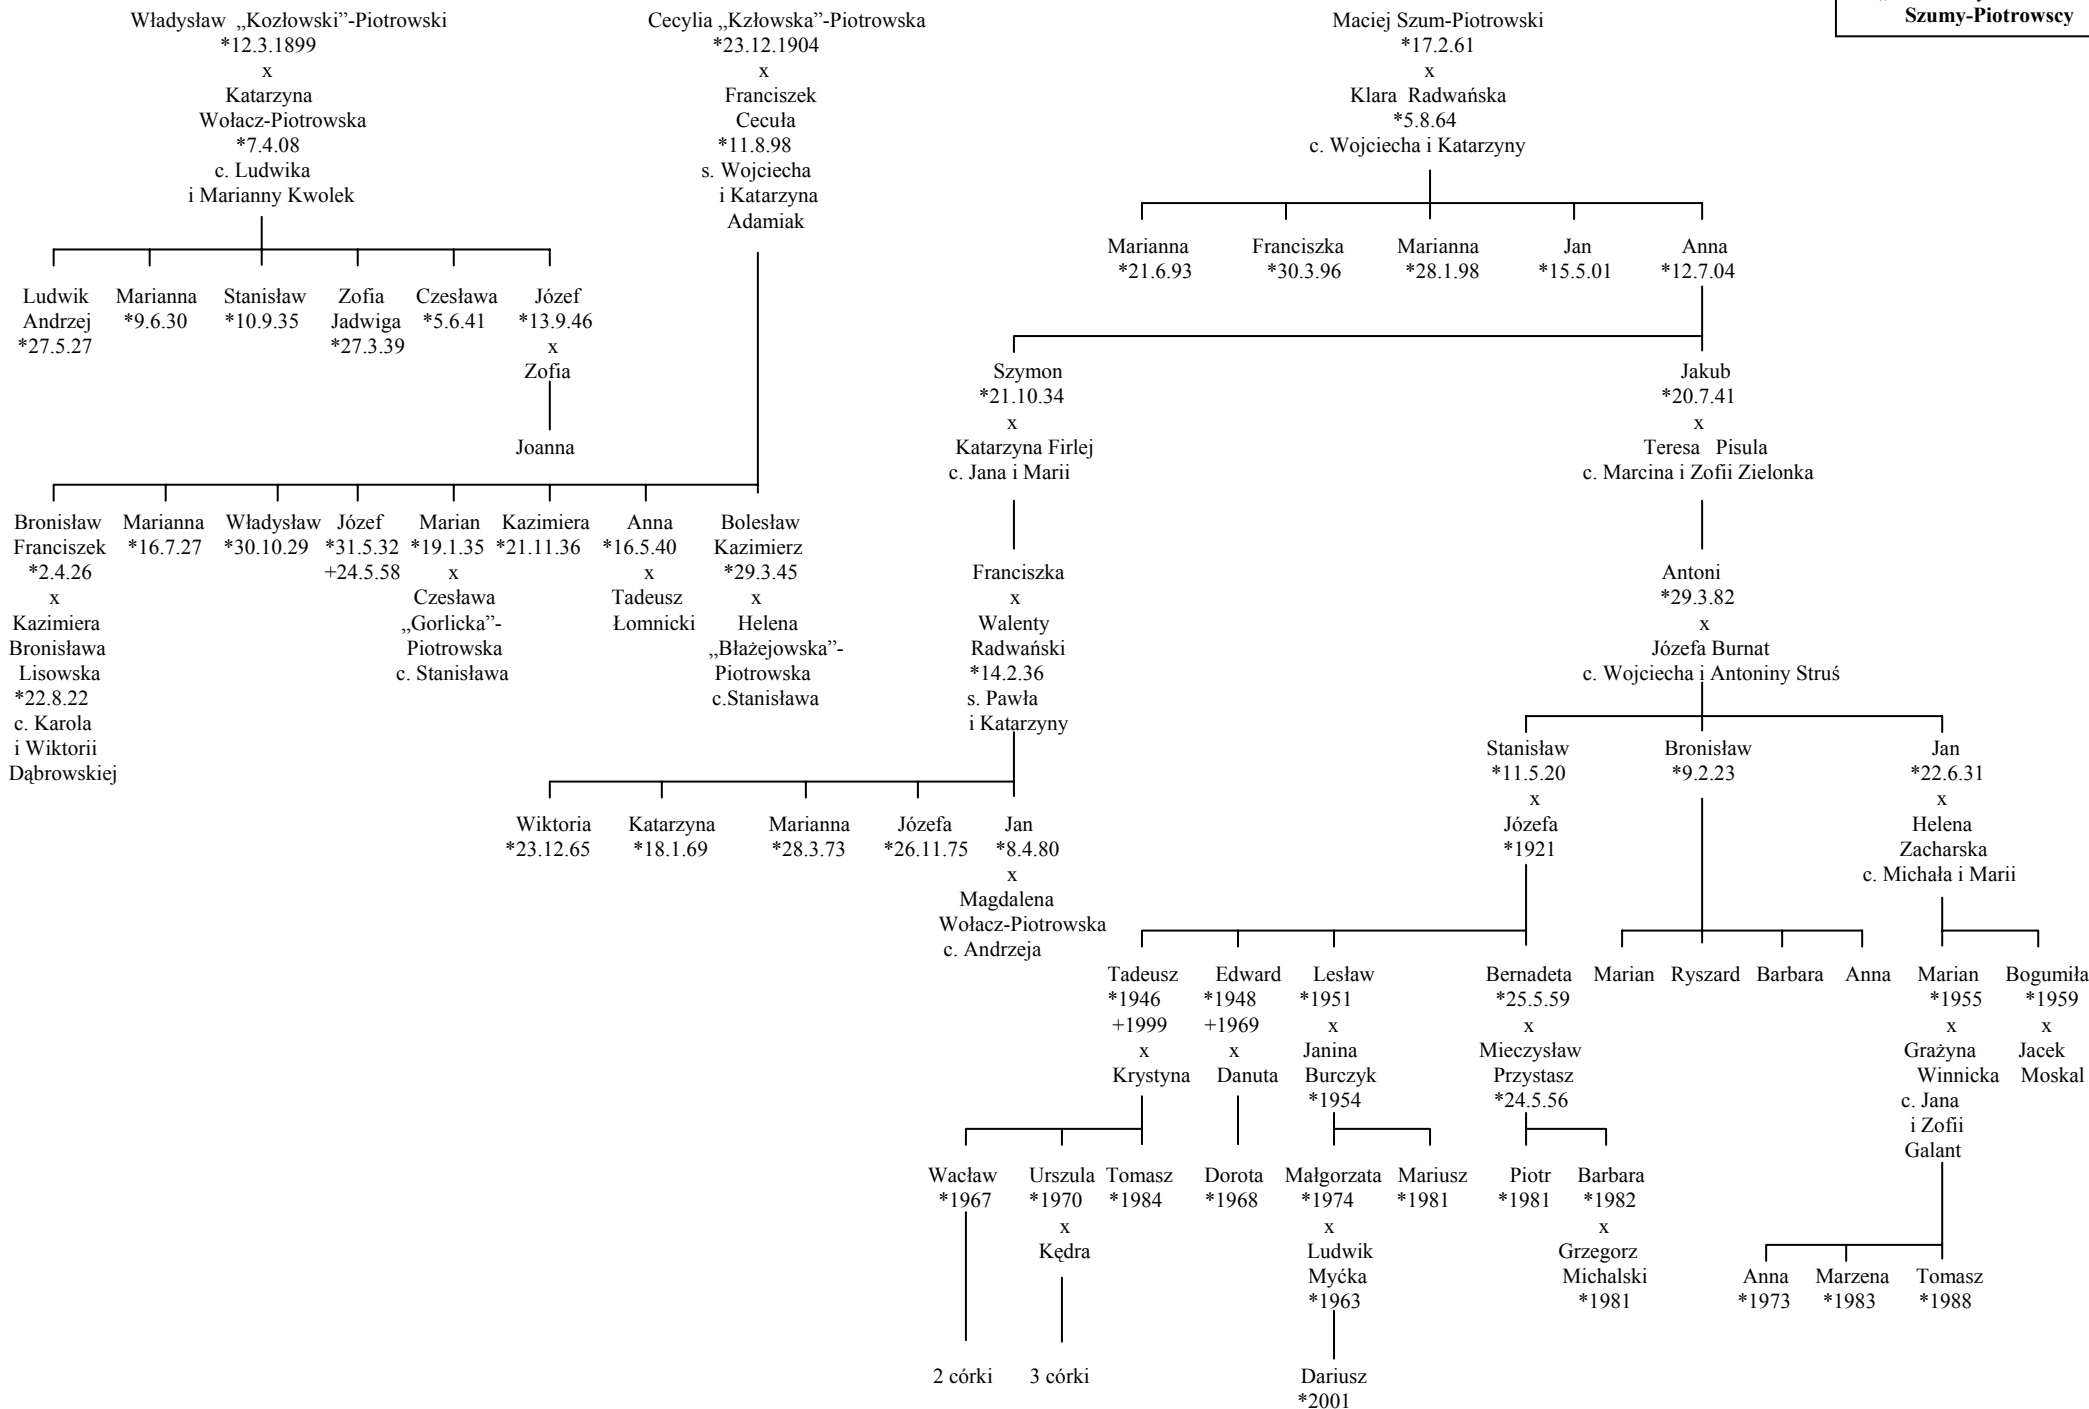 Szumy-Piotrowscy
Władysław „Kozłowski”-Piotrowski
*12.3.1899
x
Katarzyna
Wołacz-Piotrowska
*7.4.08
c. Ludwika
i Marianny Kwolek
Cecylia „Kzłowska”-Piotrowska
*23.12.1904
x
Franciszek
Cecuła
*11.8.98
s. Wojciecha
i Katarzyna
Adamiak
Maciej Szum-Piotrowski
*17.2.61
x
Klara Radwańska
*5.8.64
c. Wojciecha i Katarzyny
Ludwik
Andrzej
*27.5.27
Marianna
*9.6.30
Stanisław
*10.9.35
Zofia
Jadwiga
*27.3.39
Czesława
*5.6.41
Józef
*13.9.46
x
Zofia
Joanna
Marianna
*21.6.93
Franciszka
*30.3.96
Marianna
*28.1.98
Jan
*15.5.01
Anna
*12.7.04
Szymon
*21.10.34
x
Katarzyna Firlej
c. Jana i Marii
Jakub
*20.7.41
x
Teresa Pisula
c. Marcina i Zofii Zielonka
Bronisław
Franciszek
*2.4.26
x
Kazimiera
Bronisława
Lisowska
*22.8.22
c. Karola
i Wiktorii
Dąbrowskiej
Marianna
*16.7.27
Władysław
*30.10.29
Józef
*31.5.32
+24.5.58
Marian
*19.1.35
x
Czesława
„Gorlicka”-
Piotrowska
c. Stanisława
Kazimiera
*21.11.36
Anna
*16.5.40
x
Tadeusz
Łomnicki
Bolesław
Kazimierz
*29.3.45
x
Helena
„Błażejowska”-
Piotrowska
c.Stanisława
Franciszka
x
Walenty
Radwański
*14.2.36
s. Pawła
i Katarzyny
Antoni
*29.3.82
x
Józefa Burnat
c. Wojciecha i Antoniny Struś
Wiktoria
*23.12.65
Katarzyna
*18.1.69
Marianna
*28.3.73
Józefa
*26.11.75
Jan
*8.4.80
x
Magdalena
Wołacz-Piotrowska
c. Andrzeja
Stanisław
*11.5.20
x
Józefa
*1921
Bronisław
*9.2.23
Jan
*22.6.31
x
Helena
Zacharska
c. Michała i Marii
Tadeusz
*1946
+1999
x
Krystyna
Edward
*1948
+1969
x
Danuta
Lesław
*1951
x
Janina
Burczyk
*1954
Bernadeta
*25.5.59
x
Mieczysław
Przystasz
*24.5.56
Marian
Ryszard
Barbara
Anna
Marian
*1955
x
Grażyna
Winnicka
c. Jana
i Zofii
Galant
Bogumiła
*1959
x
Jacek
Moskal
Wacław
*1967
Urszula
*1970
x
Kędra
Tomasz
*1984
Dorota
*1968
Małgorzata
*1974
x
Ludwik
Myćka
*1963
Mariusz
*1981
Piotr
*1981
Barbara
*1982
x
Grzegorz
Michalski
*1981
Anna
*1973
Marzena
*1983
Tomasz
*1988
2 córki
3 córki
Dariusz
*2001